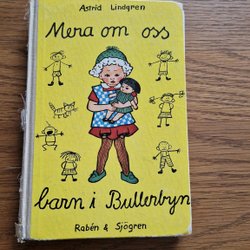 Astrid Lindgren
Mera om oss
barn i Bullerbyn
Rabén & Sjögren